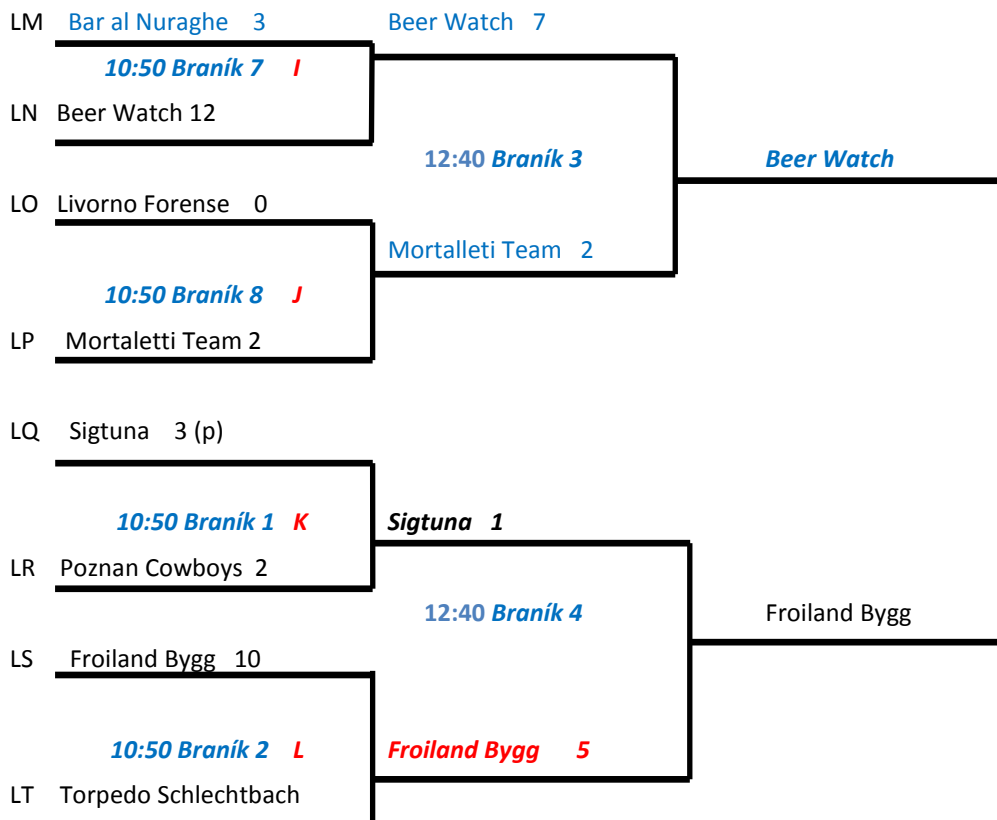 LM Bar al Nuraghe 3 Beer Watch 7
10:50 Braník 7 I
LN Beer Watch 12
12:40 Braník 3 Beer Watch
LO Livorno Forense 0
Mortalleti Team 2
10:50 Braník 8 J
LP Mortaletti Team 2
LQ Sigtuna 3 (p)
10:50 Braník 1 K Sigtuna 1
LR Poznan Cowboys 2
12:40 Braník 4 Froiland Bygg
LS Froiland Bygg 10
10:50 Braník 2 L Froiland Bygg 5
LT Torpedo Schlechtbach